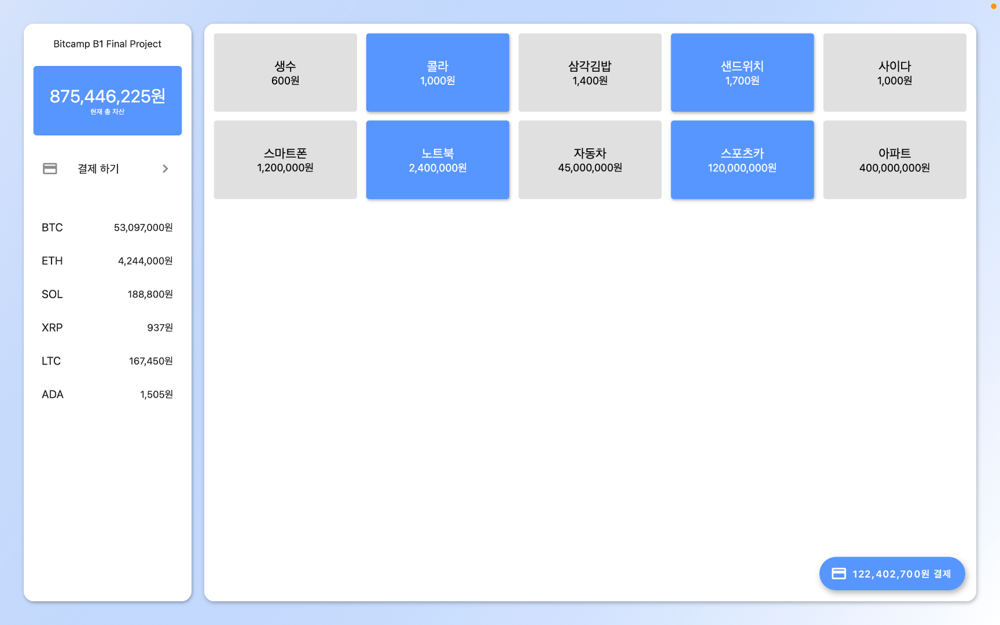 Bitcamp B1 Final Project
875,446,225원
현재 총 자산
결제 하기
BTC 53,097,000원
ETH 4,244,000원
SOL 188,800원
XRP 937원
LTC 167,450원
ADA 1,505원
생수
600원
콜라
1,000원
삼각김밥
1,400원
샌드위치
1,700원
사이다
1,000원
스마트폰
1,200,000원
노트북
2,400,000원
자동차
45,000,000원
스포츠카
120,000,000원
아파트
400,000,000원
122,402,700원 결제